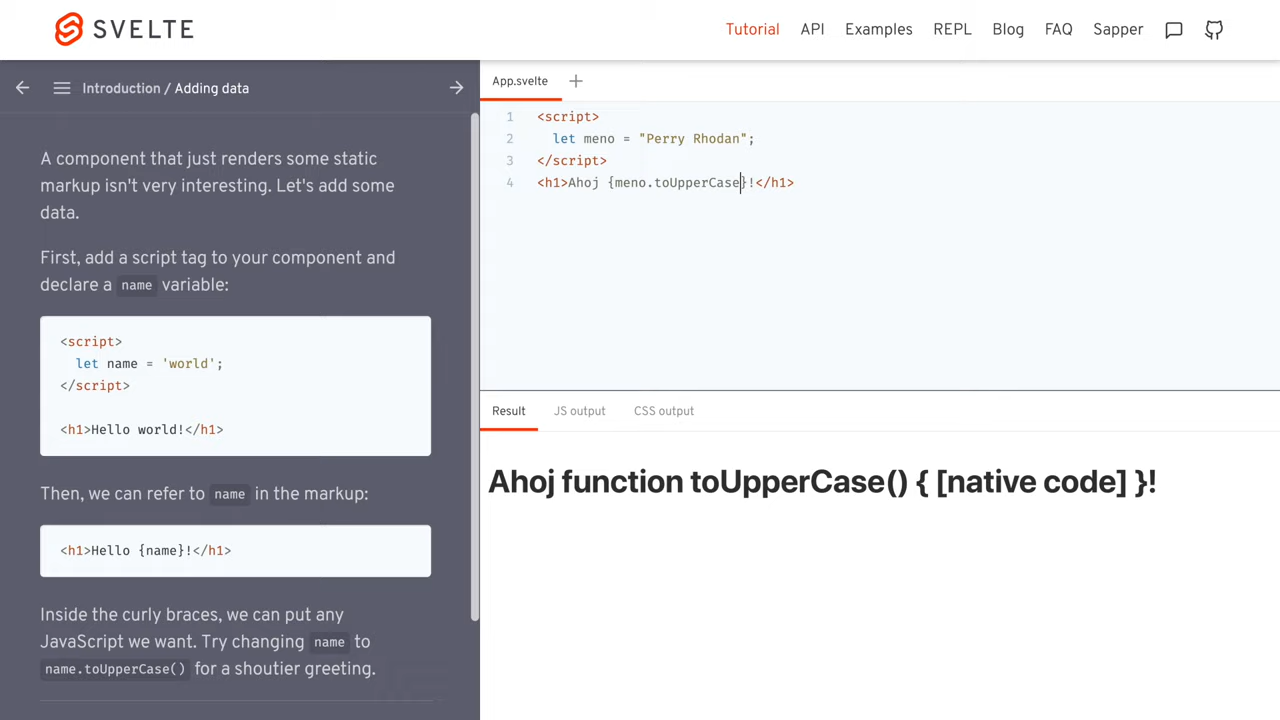 SVELTE
Tutorial API Examples REPL Blog FAQ Sapper
Introduction / Adding data
A component that just renders some static
markup isn't very interesting. Let's add some
data.
First, add a script tag to your component and
declare a name variable:
<script>
let name = 'world';
</script>
<h1>Hello world!</h1>
Then, we can refer to name in the markup:
<h1>Hello {name}!</h1>
Inside the curly braces, we can put any
JavaScript we want. Try changing name to
name.toUpperCase() for a shoutier greeting.
App.svelte
1 <script>
2 let meno = "Perry Rhodan";
3 </script>
4 <h1>Ahoj {meno.toUpperCase}!</h1>
Result JS output CSS output
Ahoj function toUpperCase() { [native code] }!